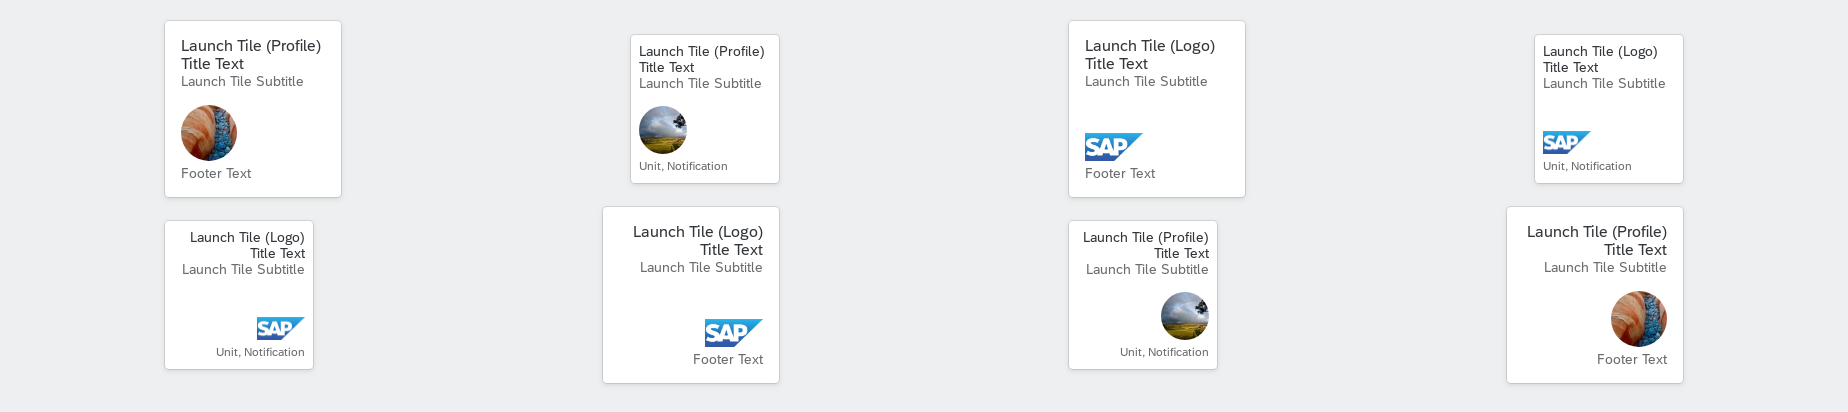 Launch Tile (Profile)
Title Text
Launch Tile Subtitle
Footer Text
Launch Tile (Profile)
Title Text
Launch Tile Subtitle
Unit, Notification
Launch Tile (Logo)
Title Text
Launch Tile Subtitle
SAP
Footer Text
Launch Tile (Logo)
Title Text
Launch Tile Subtitle
SAP
Unit, Notification
Launch Tile (Logo)
Title Text
Launch Tile Subtitle
SAP
Unit, Notification
Launch Tile (Logo)
Title Text
Launch Tile Subtitle
SAP
Footer Text
Launch Tile (Profile)
Title Text
Launch Tile Subtitle
Unit, Notification
Launch Tile (Profile)
Title Text
Launch Tile Subtitle
Footer Text